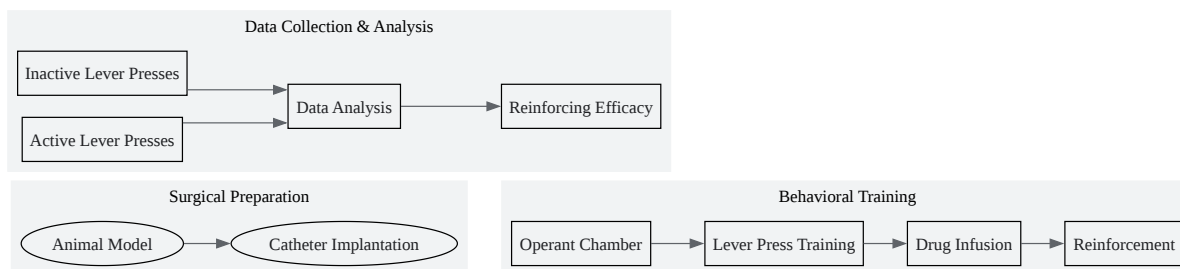 Data Collection & Analysis
Inactive Lever Presses
Active Lever Presses
Data Analysis
Reinforcing Efficacy
Surgical Preparation
Animal Model
Catheter Implantation
Behavioral Training
Operant Chamber
Lever Press Training
Drug Infusion
Reinforcement